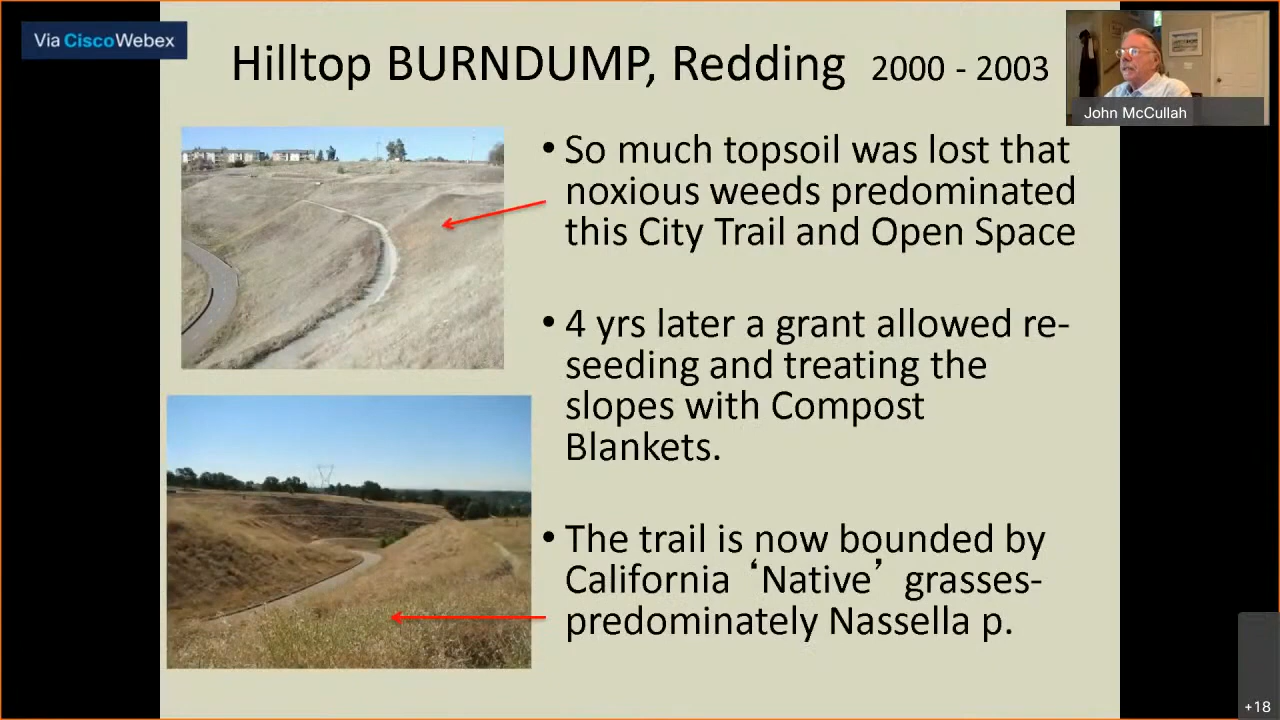 Via CiscoWebex
Hilltop BURNDUMP, Redding 2000 - 2003
John McCullah
• So much topsoil was lost that
noxious weeds predominated
this City Trail and Open Space
• 4 yrs later a grant allowed re-
seeding and treating the
slopes with Compost
Blankets.
• The trail is now bounded by
California ‘Native’ grasses-
predominately Nassella p.
+18